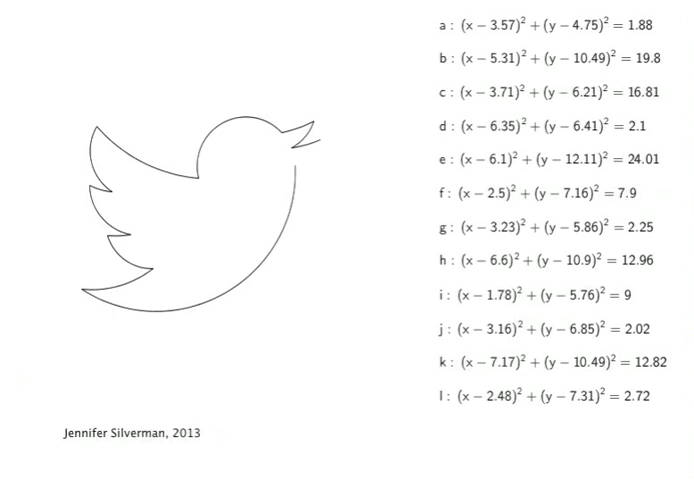 a : (x – 3.57)² + (y – 4.75)² = 1.88
b : (x – 5.31)² + (y – 10.49)² = 19.8
c : (x – 3.71)² + (y – 6.21)² = 16.81
d : (x – 6.35)² + (y – 6.41)² = 2.1
e : (x – 6.1)² + (y – 12.11)² = 24.01
f : (x – 2.5)² + (y – 7.16)² = 7.9
g : (x – 3.23)² + (y – 5.86)² = 2.25
h : (x – 6.6)² + (y – 10.9)² = 12.96
i : (x – 1.78)² + (y – 5.76)² = 9
j : (x – 3.16)² + (y – 6.85)² = 2.02
k : (x – 7.17)² + (y – 10.49)² = 12.82
l : (x – 2.48)² + (y – 7.31)² = 2.72
Jennifer Silverman, 2013